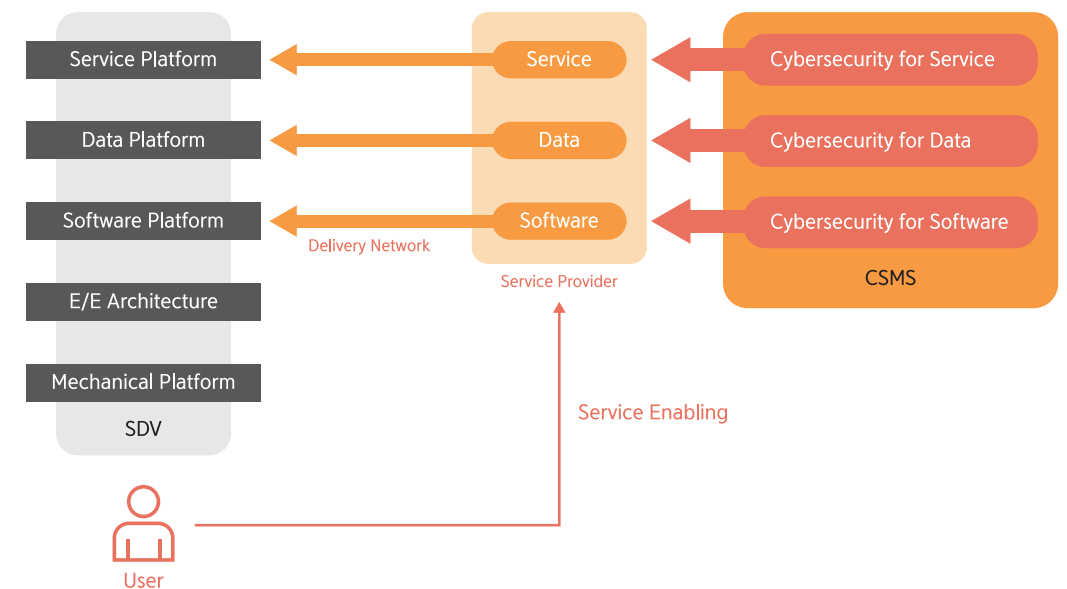 Service Platform
Service
Cybersecurity for Service
Data Platform
Data
Cybersecurity for Data
Software Platform
Software
Cybersecurity for Software
Delivery Network
Service Provider
CSMS
E/E Architecture
Mechanical Platform
SDV
Service Enabling
User